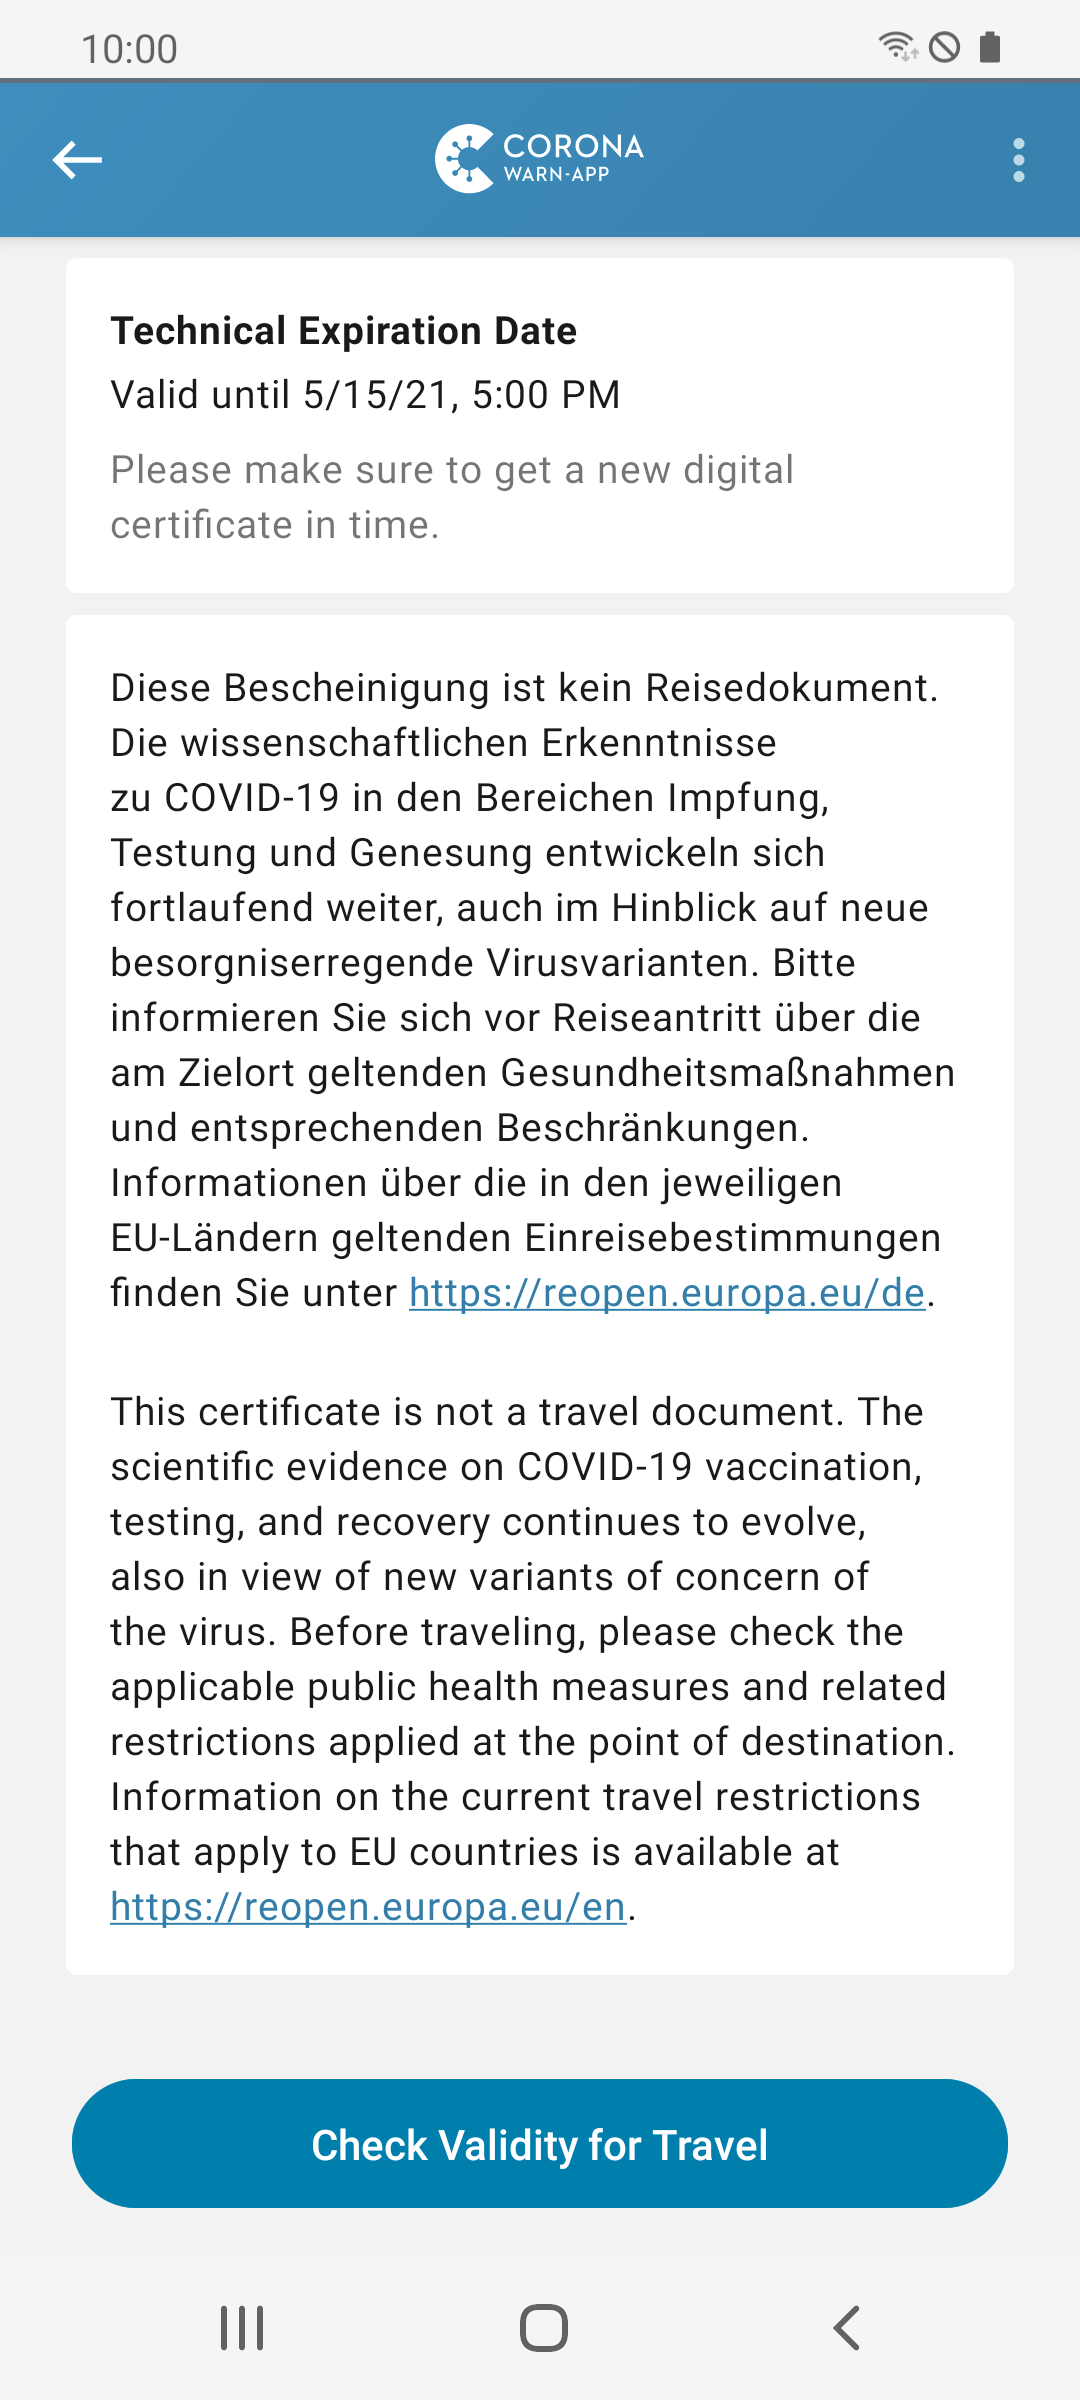 10:00
CORONA
WARN-APP
Technical Expiration Date
Valid until 5/15/21, 5:00 PM
Please make sure to get a new digital
certificate in time.
Diese Bescheinigung ist kein Reisedokument.
Die wissenschaftlichen Erkenntnisse
zu COVID-19 in den Bereichen Impfung,
Testung und Genesung entwickeln sich
fortlaufend weiter, auch im Hinblick auf neue
besorgniserregende Virusvarianten. Bitte
informieren Sie sich vor Reiseantritt über die
am Zielort geltenden Gesundheitsmaßnahmen
und entsprechenden Beschränkungen.
Informationen über die in den jeweiligen
EU-Ländern geltenden Einreisebestimmungen
finden Sie unter https://reopen.europa.eu/de.
This certificate is not a travel document. The
scientific evidence on COVID-19 vaccination,
testing, and recovery continues to evolve,
also in view of new variants of concern of
the virus. Before traveling, please check the
applicable public health measures and related
restrictions applied at the point of destination.
Information on the current travel restrictions
that apply to EU countries is available at
https://reopen.europa.eu/en.
Check Validity for Travel